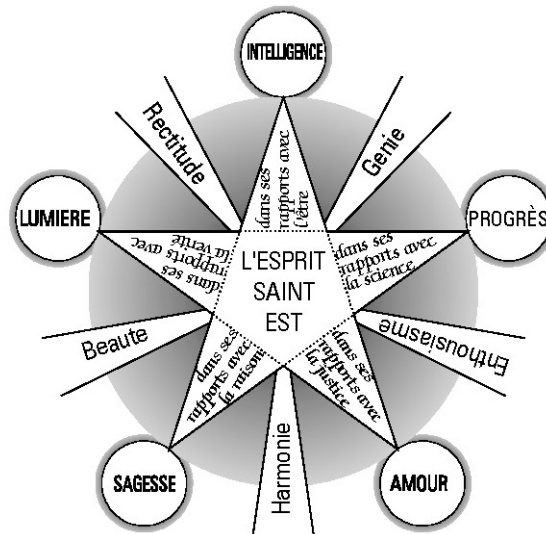 INTELLIGENCE
Rectitude
Genie
dans ses
rapports avec
l'être
LUMIERE
PROGRÈS
dans ses
rapports avec
la verité
dans ses
rapports avec
la science
L'ESPRIT
SAINT
EST
Beaute
Enthousiasme
dans ses
rapports avec
la raison
dans ses
rapports avec
la justice
SAGESSE
Harmonie
AMOUR